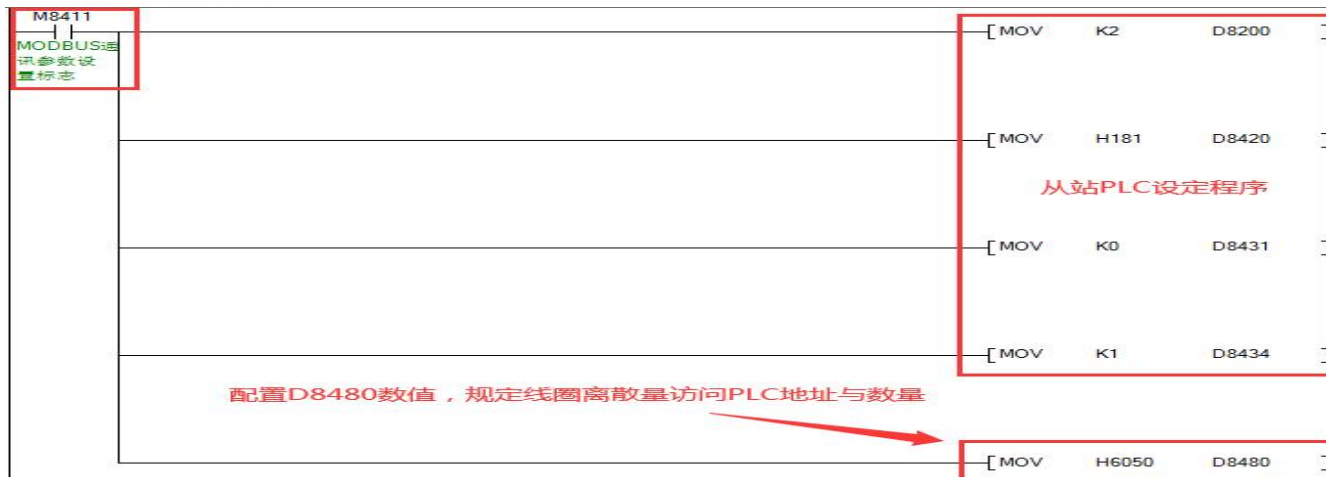 M8411
MODBUS通
讯参数设
置标志
[MOV K2 D8200 ]
[MOV H181 D8420 ]
从站PLC设定程序
[MOV K0 D8431 ]
[MOV K1 D8434 ]
配置D8480数值，规定线圈离散量访问PLC地址与数量
[MOV H6050 D8480 ]